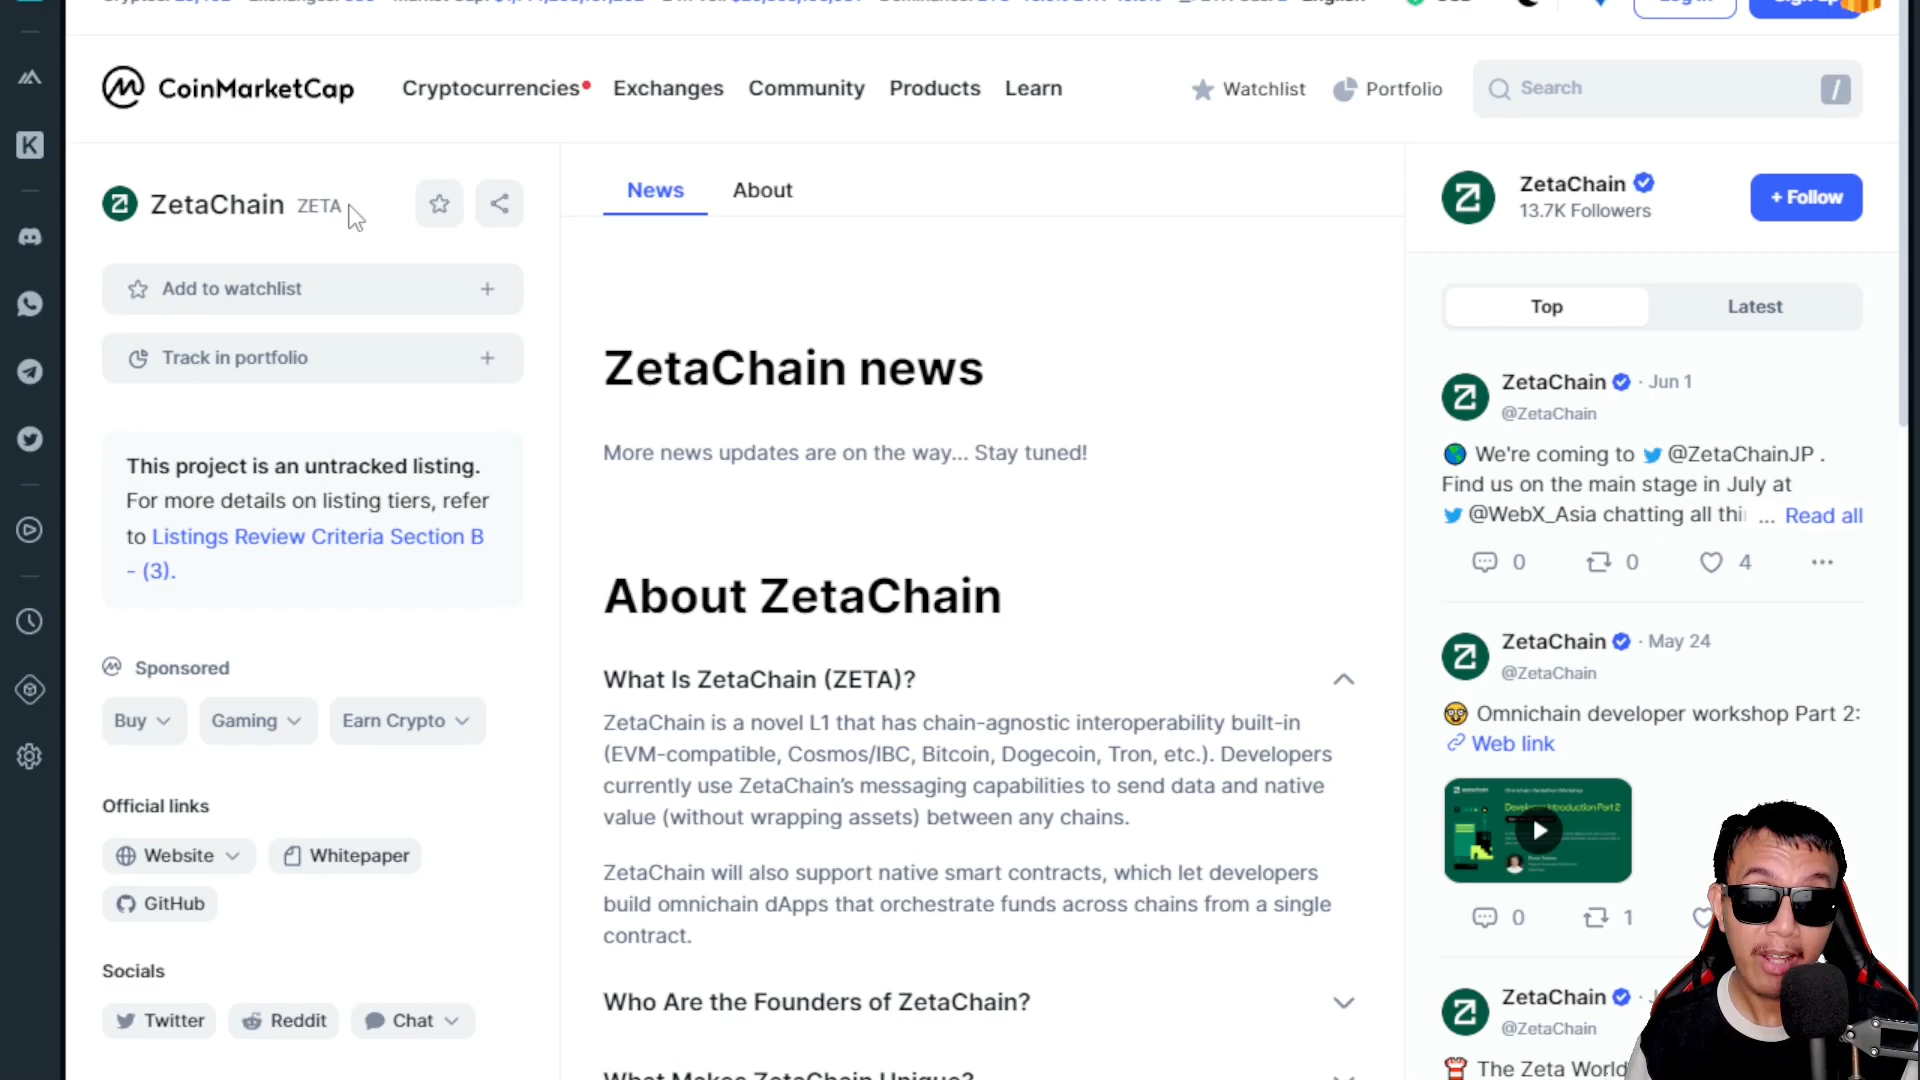 English
CoinMarketCap
Cryptocurrencies
Exchanges
Community
Products
Learn
Watchlist
Portfolio
Search
/
K
ZetaChain ZETA
Add to watchlist
Track in portfolio
This project is an untracked listing.
For more details on listing tiers, refer
to Listings Review Criteria Section B
- (3).
Sponsored
Buy
Gaming
Earn Crypto
Official links
Website
Whitepaper
GitHub
Socials
Twitter
Reddit
Chat
News
About
ZetaChain news
More news updates are on the way... Stay tuned!
About ZetaChain
What Is ZetaChain (ZETA)?
ZetaChain is a novel L1 that has chain-agnostic interoperability built-in
(EVM-compatible, Cosmos/IBC, Bitcoin, Dogecoin, Tron, etc.). Developers
currently use ZetaChain’s messaging capabilities to send data and native
value (without wrapping assets) between any chains.
ZetaChain will also support native smart contracts, which let developers
build omnichain dApps that orchestrate funds across chains from a single
contract.
Who Are the Founders of ZetaChain?
What Makes ZetaChain Unique?
ZetaChain
13.7K Followers
+ Follow
Top
Latest
ZetaChain · Jun 1
@ZetaChain
We're coming to @ZetaChainJP .
Find us on the main stage in July at
@WebX_Asia chatting all thi ... Read all
0
0
4
ZetaChain · May 24
@ZetaChain
Omnichain developer workshop Part 2:
Web link
Developer Introduction Part 2
0
1
ZetaChain
@ZetaChain
The Zeta World